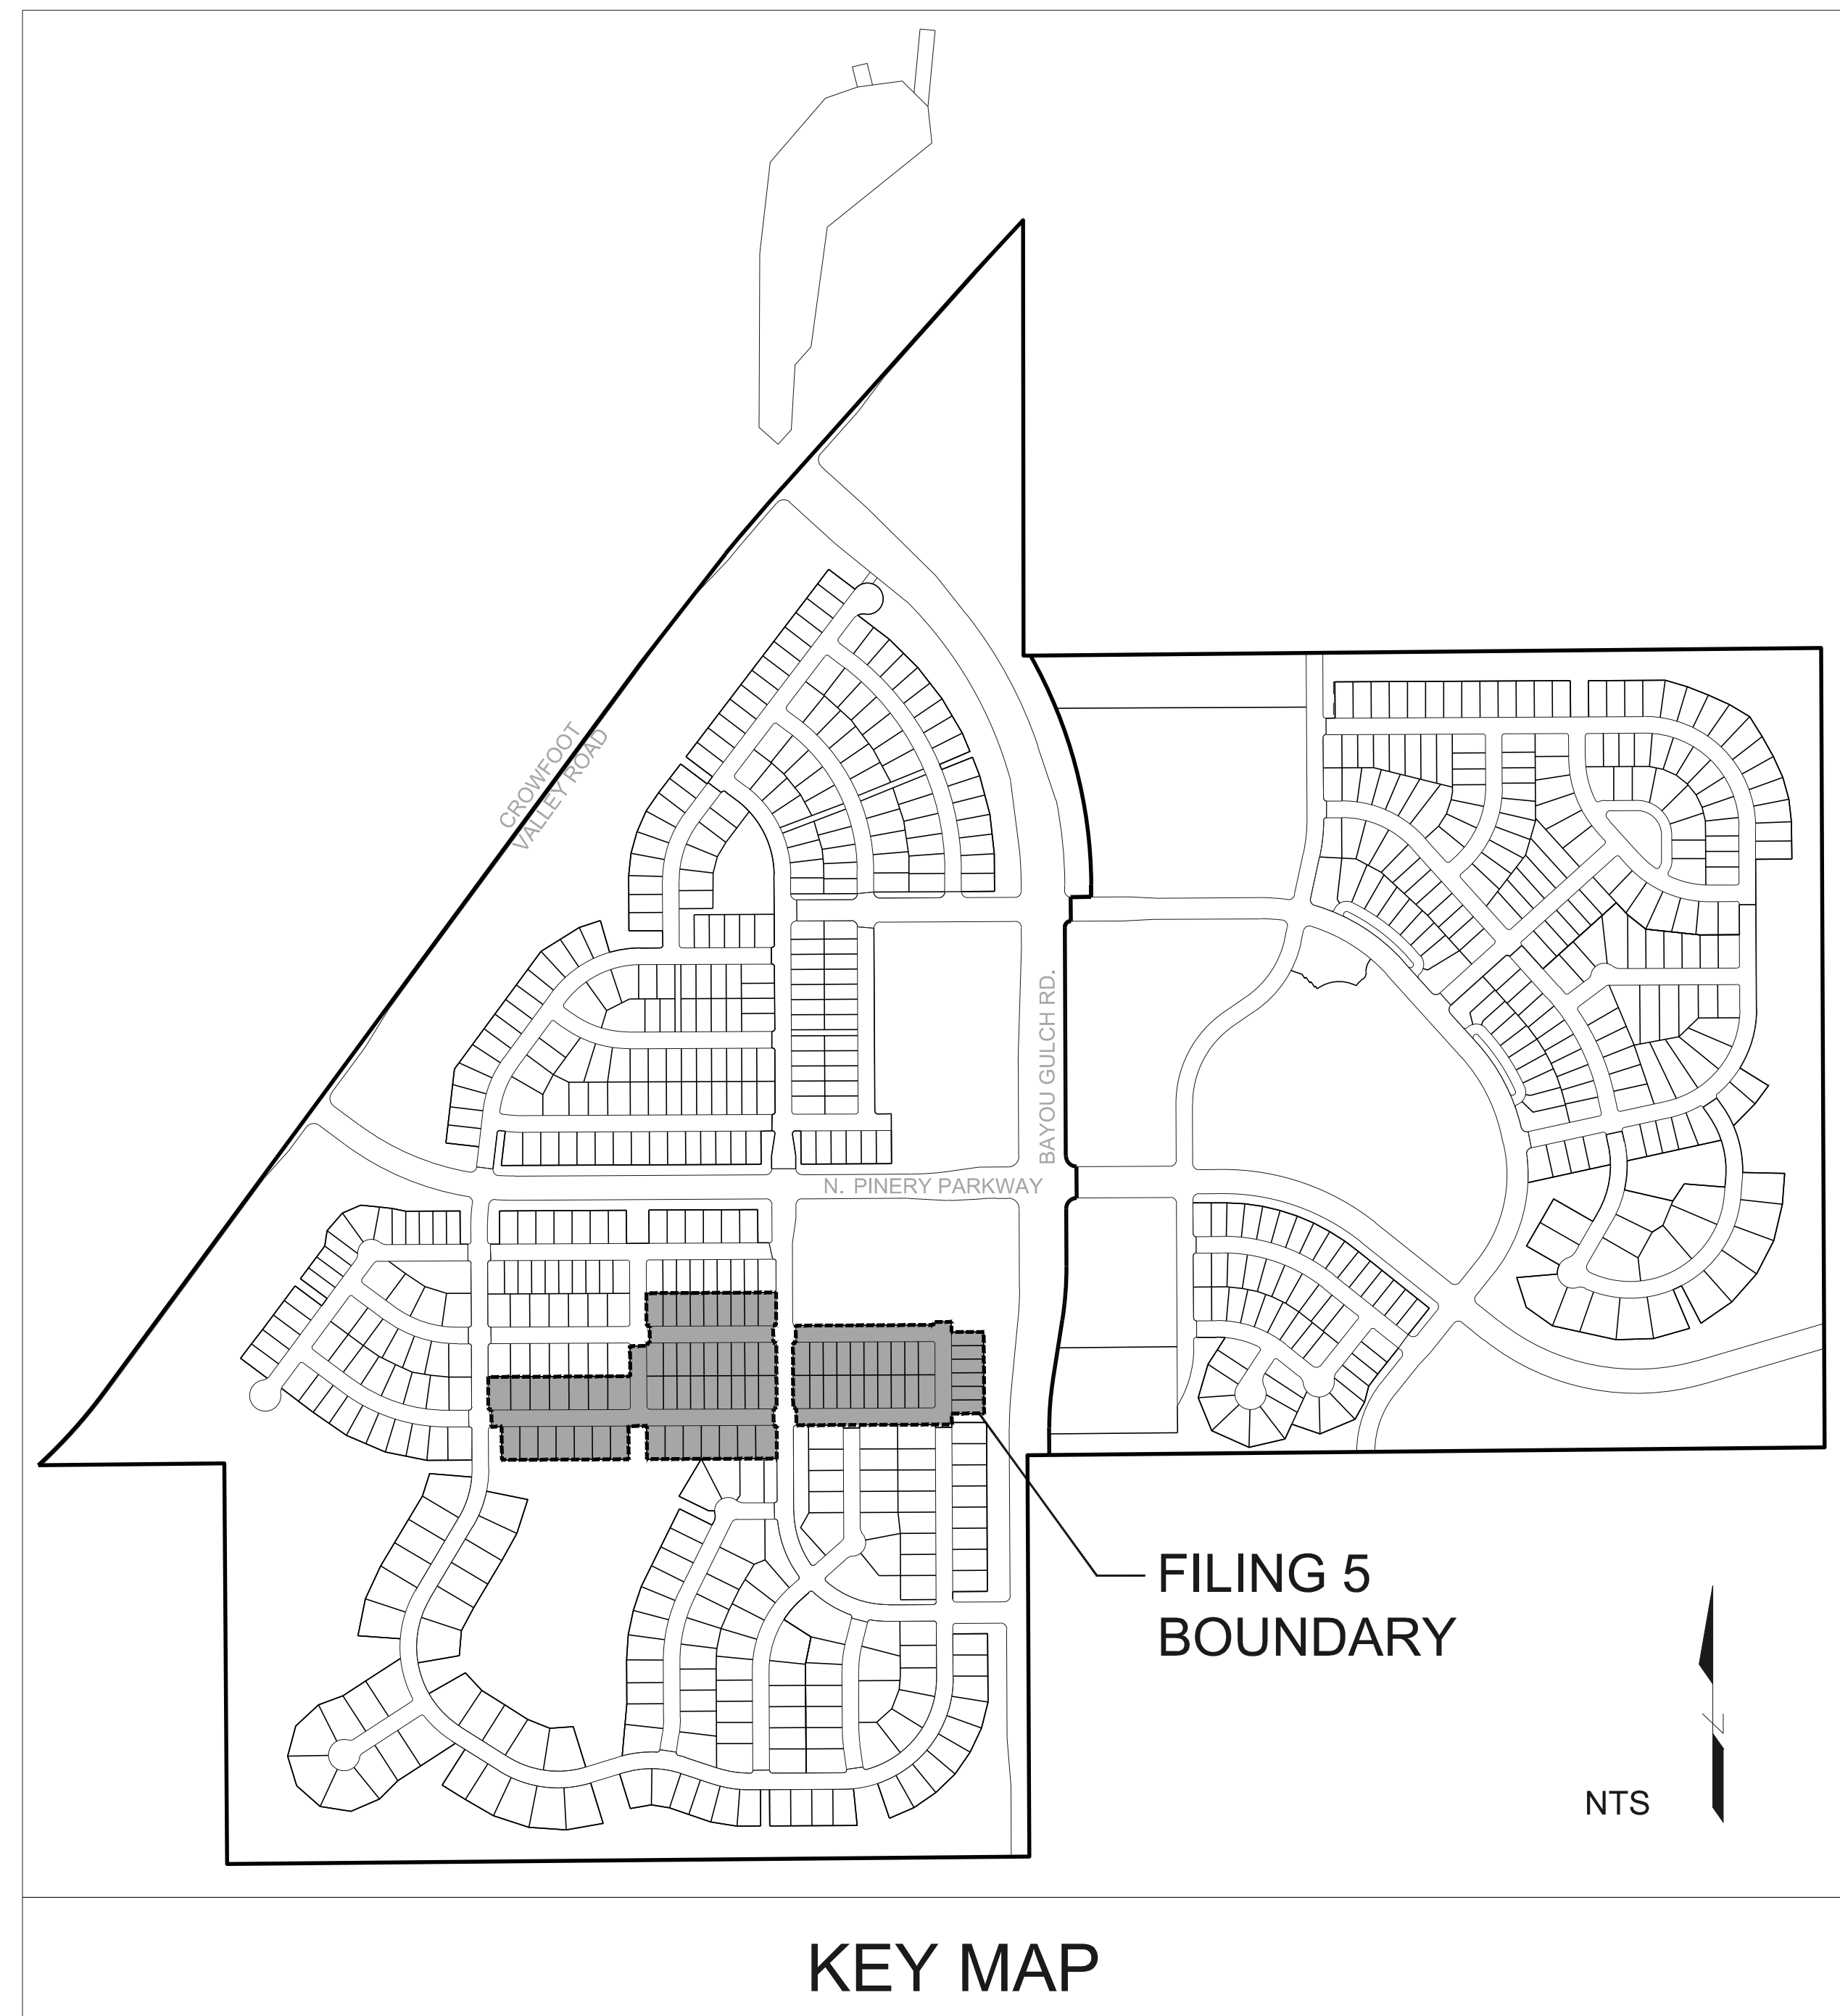 CROWFOOT
VALLEY ROAD
BAYOU GULCH RD.
N. PINERY PARKWAY
FILING 5
BOUNDARY
NTS
KEY MAP